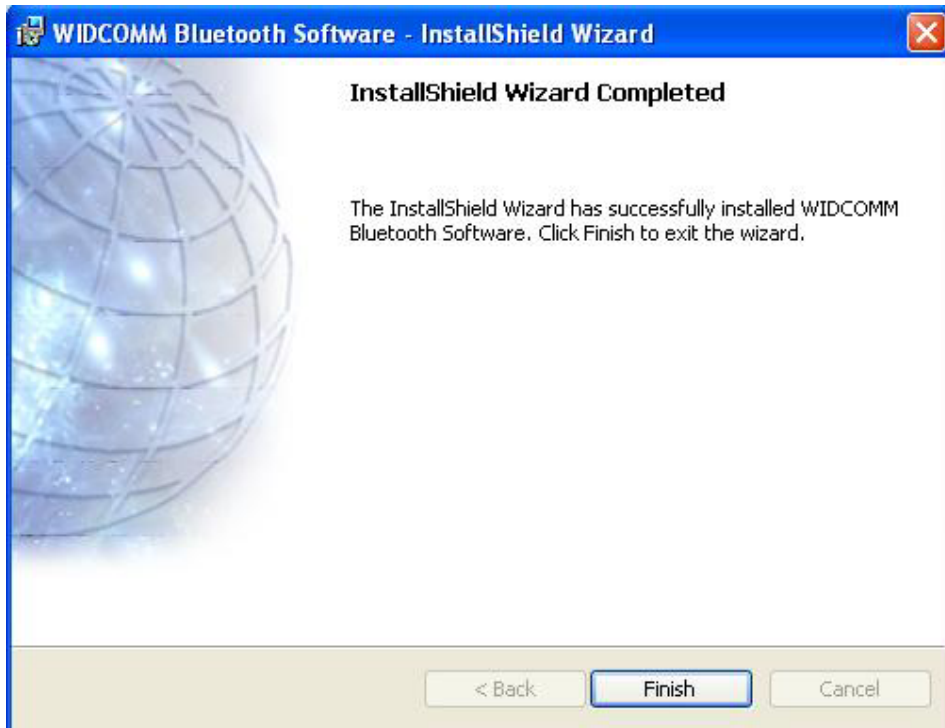 WIDCOMM Bluetooth Software - InstallShield Wizard
InstallShield Wizard Completed
The InstallShield Wizard has successfully installed WIDCOMM
Bluetooth Software. Click Finish to exit the wizard.
< Back Finish Cancel